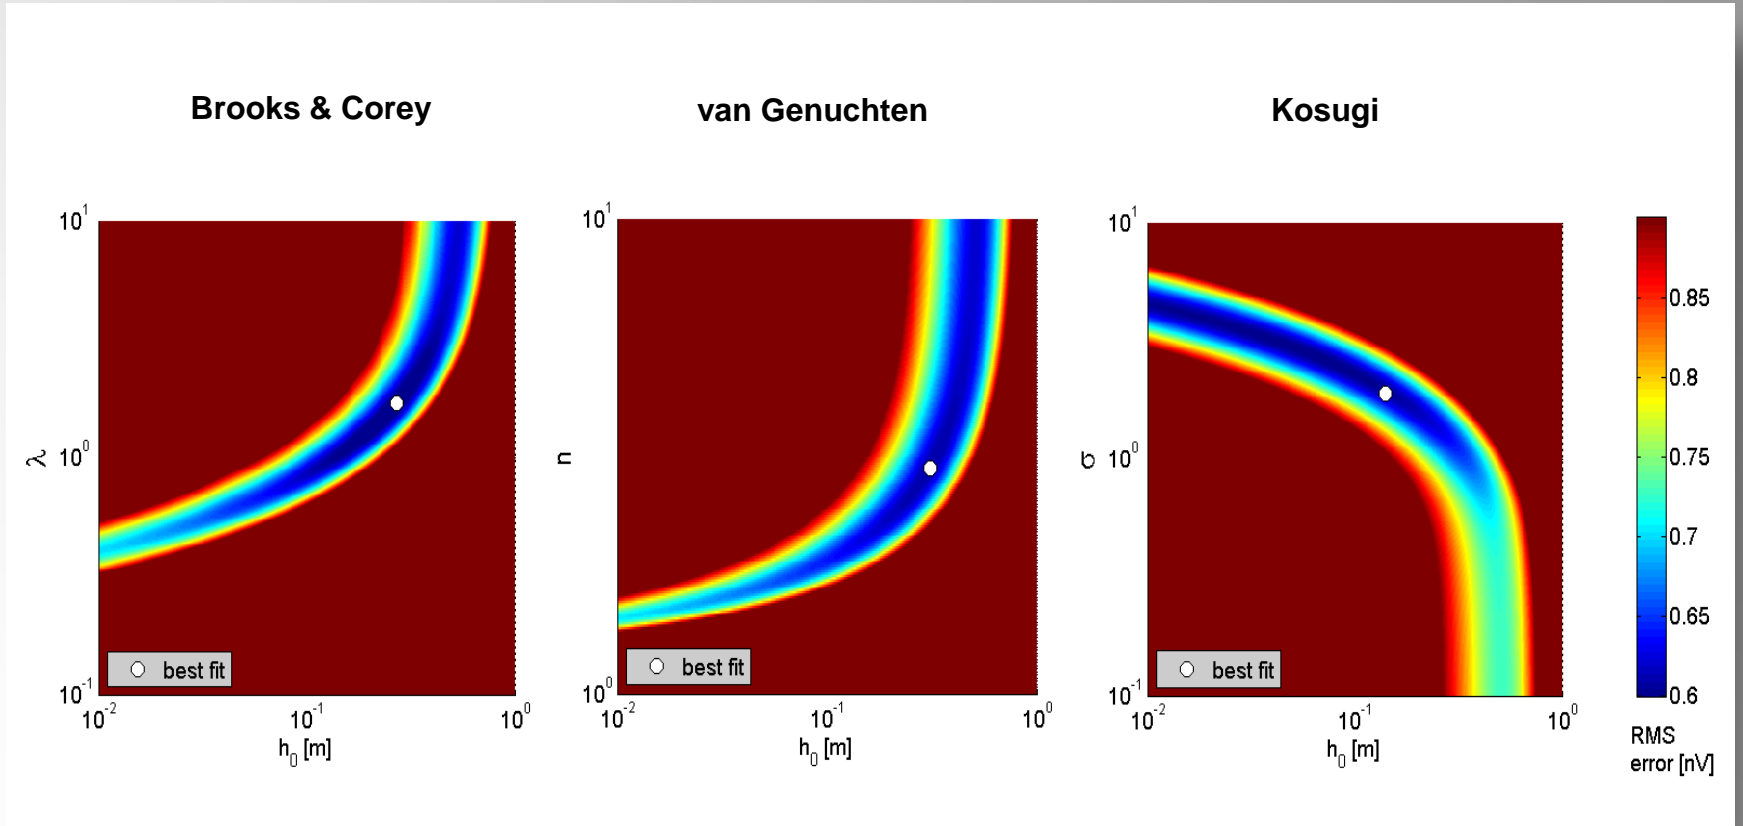 Brooks & Corey
van Genuchten
Kosugi
10^1
λ
10^0
10^-1
best fit
10^-2
10^-1
10^0
h_0 [m]
10^1
n
10^0
best fit
10^-2
10^-1
10^0
h_0 [m]
10^1
σ
10^0
10^-1
best fit
10^-2
10^-1
10^0
h_0 [m]
0.85
0.8
0.75
0.7
0.65
0.6
RMS
error [nV]